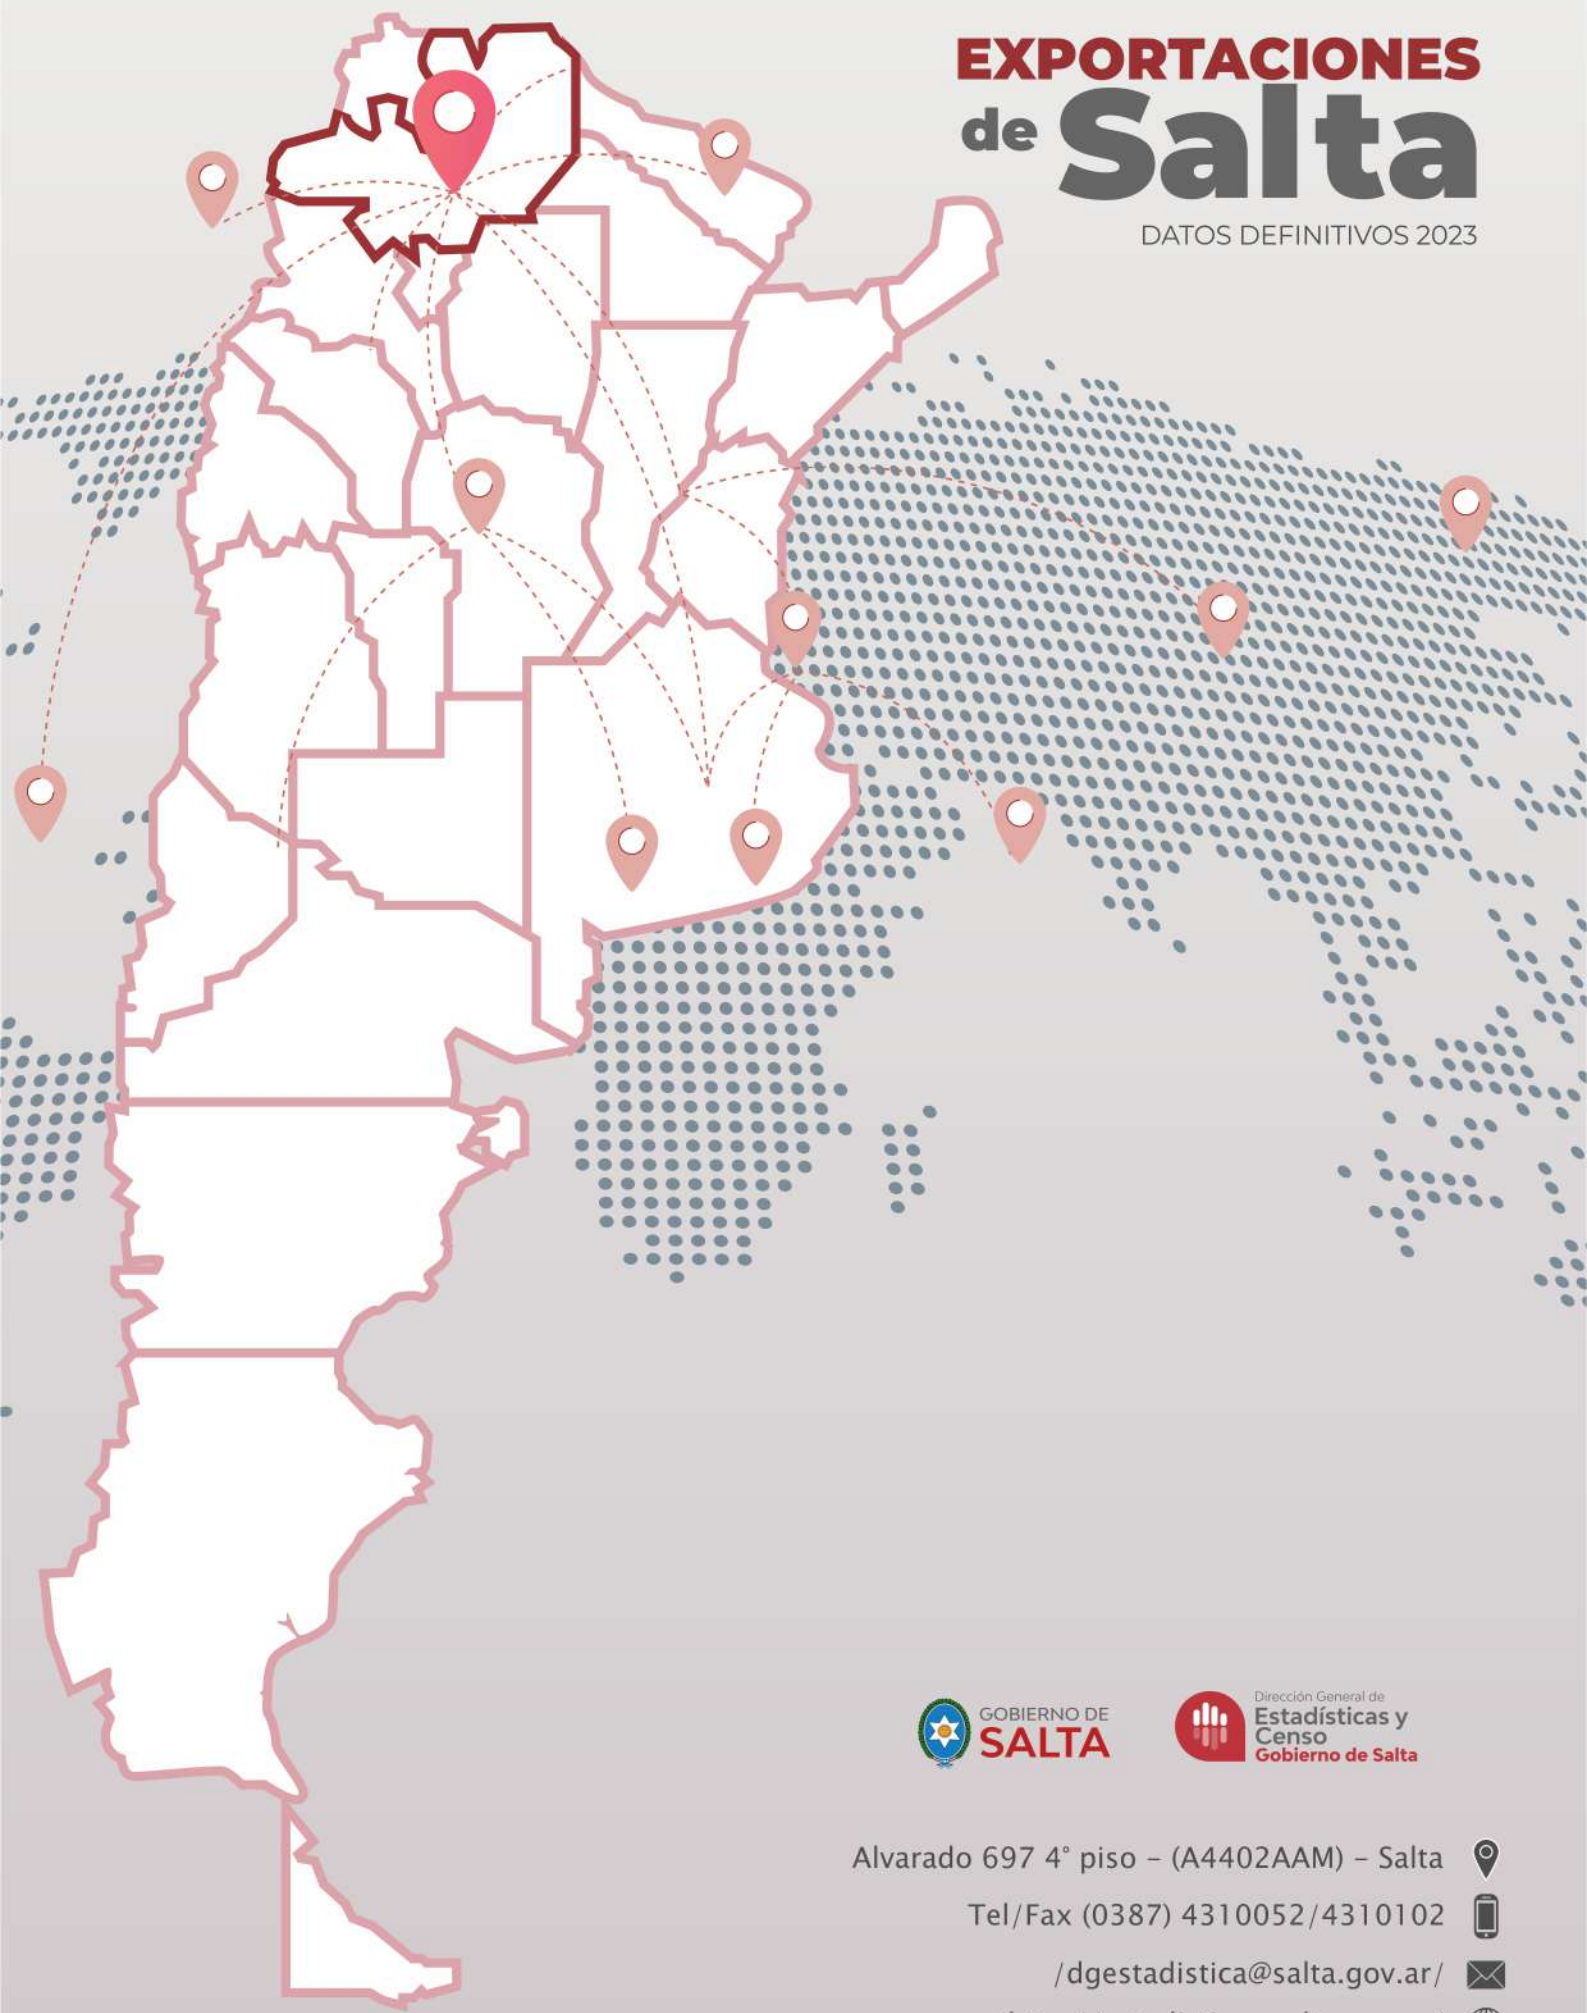 EXPORTACIONES
de Salta
DATOS DEFINITIVOS 2023
GOBIERNO DE
SALTA
Dirección General de
Estadísticas y
Censo
Gobierno de Salta
Alvarado 697 4° piso – (A4402AAM) – Salta
Tel/Fax (0387) 4310052/4310102
/dgestadistica@salta.gov.ar/